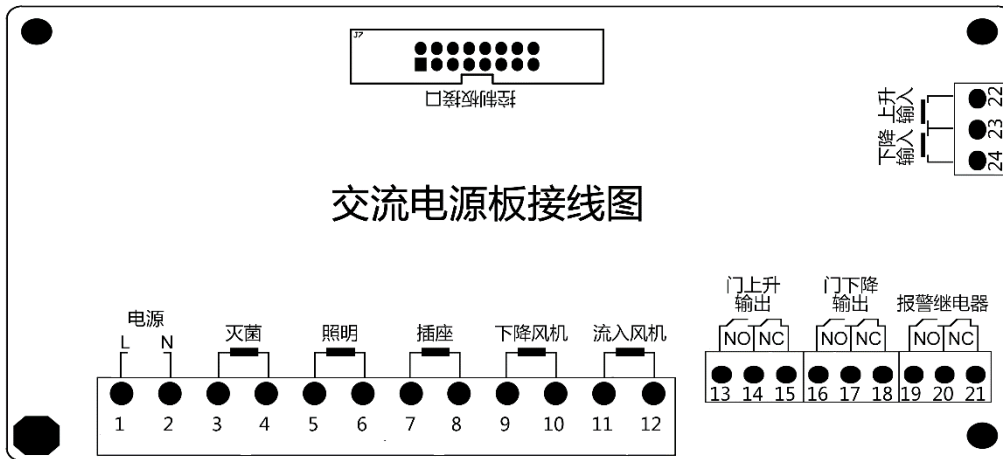 J7
控制板接口
上升
输入
下降
输入
22
23
24
交流电源板接线图
电源
L N
灭菌
照明
插座
下降风机
流入风机
1 2 3 4 5 6 7 8 9 10 11 12
门上升
输出
门下降
输出
报警继电器
NO NC NO NC NO NC
13 14 15 16 17 18 19 20 21